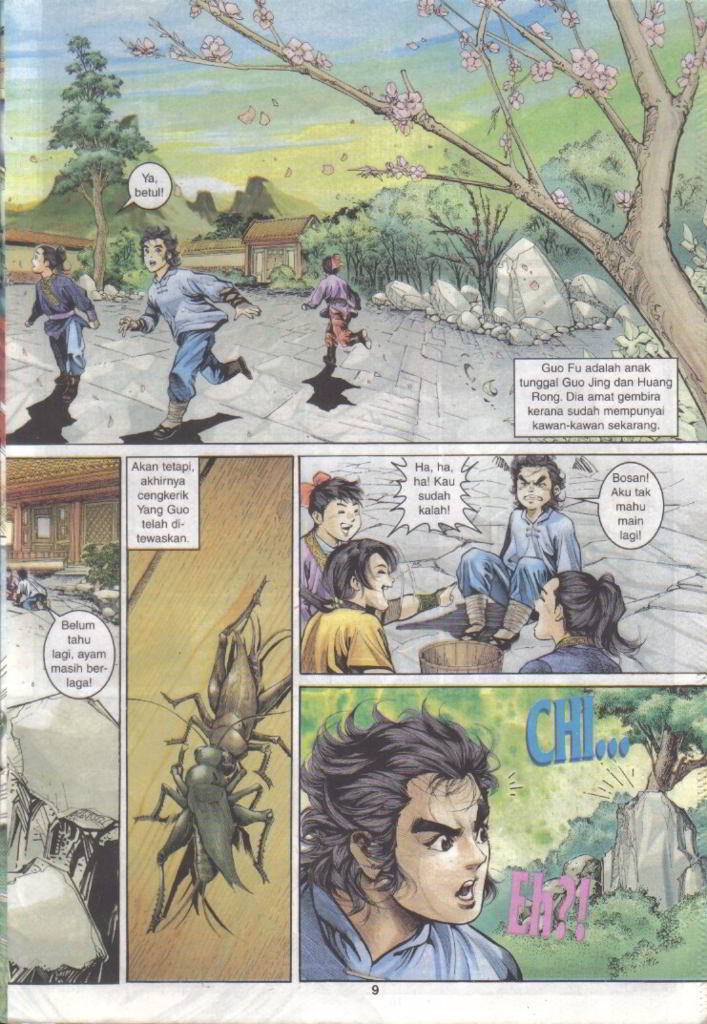 Ya,
betul!
Guo Fu adalah anak
tunggal Guo Jing dan Huang
Rong. Dia amat gembira
kerana sudah mempunyai
kawan-kawan sekarang.
Belum
tahu
lagi, ayam
masih ber-
laga!
Akan tetapi,
akhirnya
cengkerik
Yang Guo
telah di-
tewaskan.
Ha, ha,
ha! Kau
sudah
kalah!
Bosan!
Aku tak
mahu
main
lagi!
CHI...
Eh?!
9